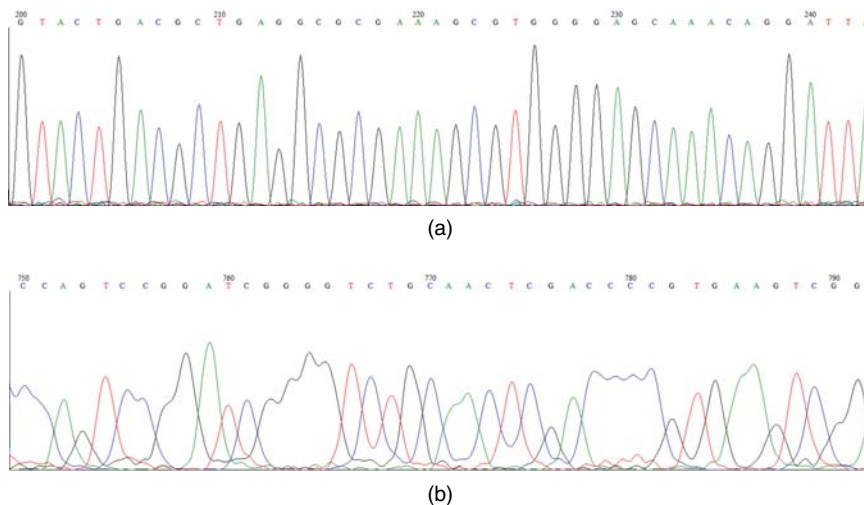 200 210 220 230 240
G T A C T G A C G C T G A G G C G C G A A A G C G T G G G G A G C A A A C A G G A T T
(a)
750 760 770 780 790
C C A G T C C G G A T C G G G G T C T G C A A C T C G A C C C C G T G A A G T C G G
(b)